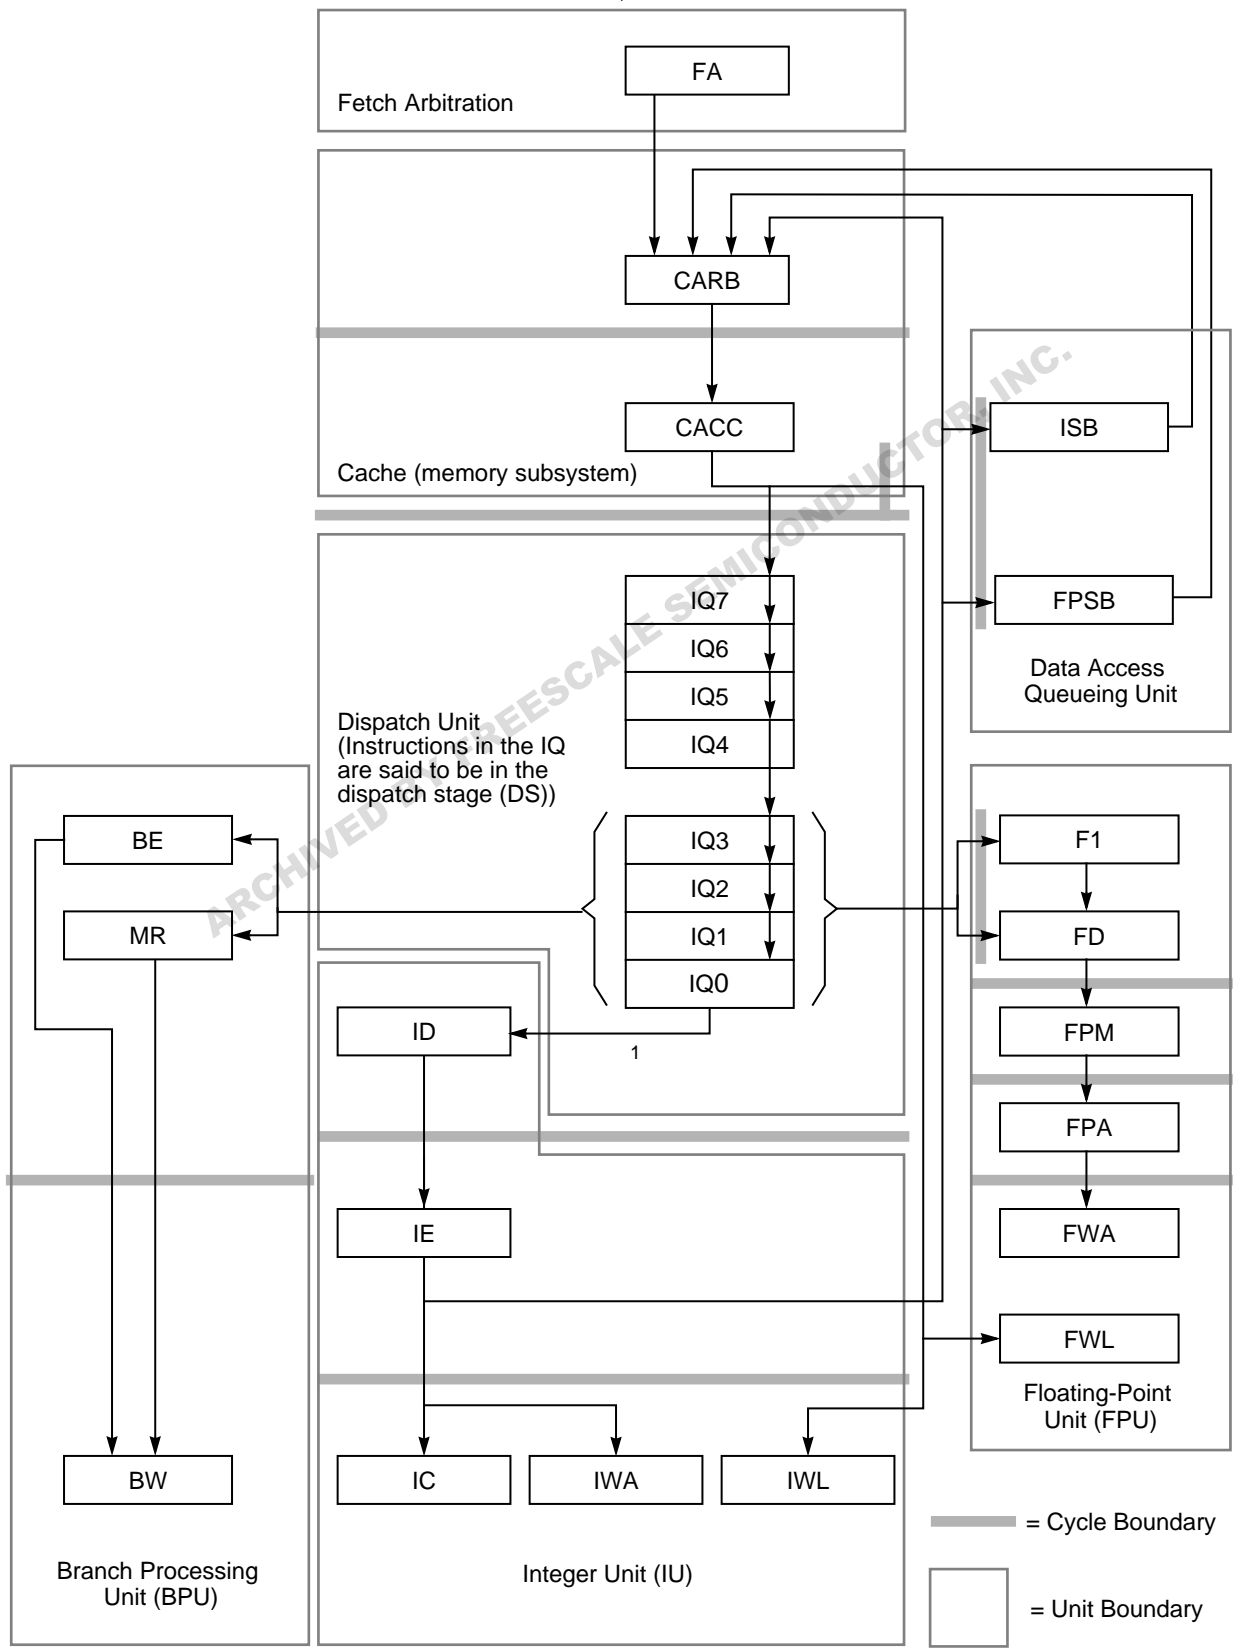 FA
Fetch Arbitration
CARB
CACC
Cache (memory subsystem)
ISB
FPSB
Data Access
Queueing Unit
IQ7
IQ6
IQ5
IQ4
Dispatch Unit
(Instructions in the IQ
are said to be in the
dispatch stage (DS))
IQ3
IQ2
IQ1
IQ0
BE
MR
F1
FD
ID
1
FPM
FPA
IE
FWA
FWL
Floating-Point
Unit (FPU)
BW
IC
IWA
IWL
Branch Processing
Unit (BPU)
Integer Unit (IU)
= Cycle Boundary
= Unit Boundary
ARCHIVED BY FREESCALE SEMICONDUCTOR, INC.